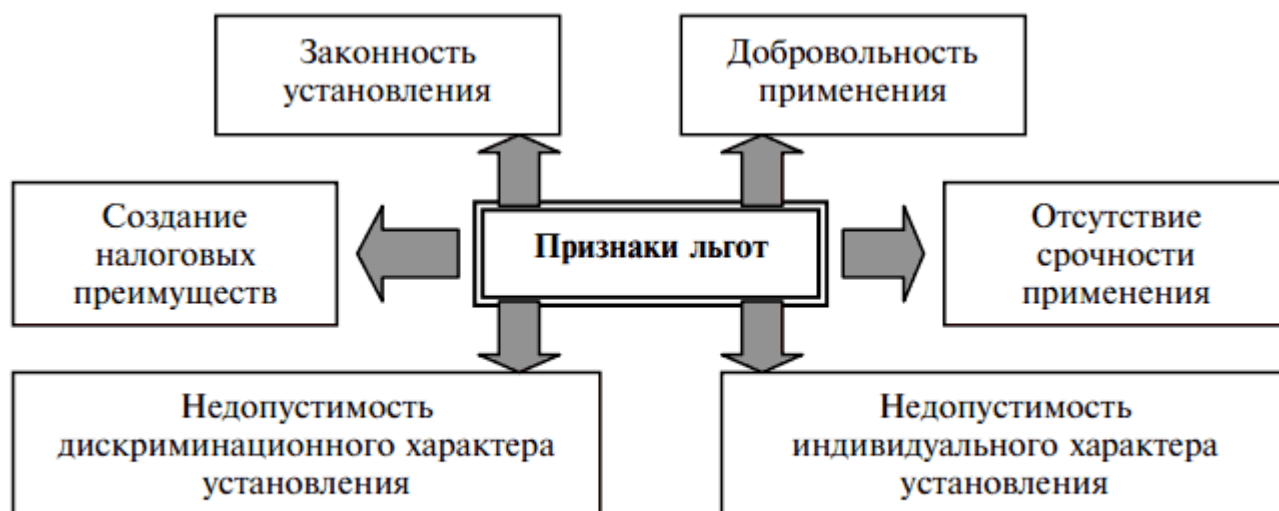 Законность
установления
Добровольность
применения
Создание
налоговых
преимуществ
Признаки льгот
Отсутствие
срочности
применения
Недопустимость
дискриминационного характера
установления
Недопустимость
индивидуального характера
установления